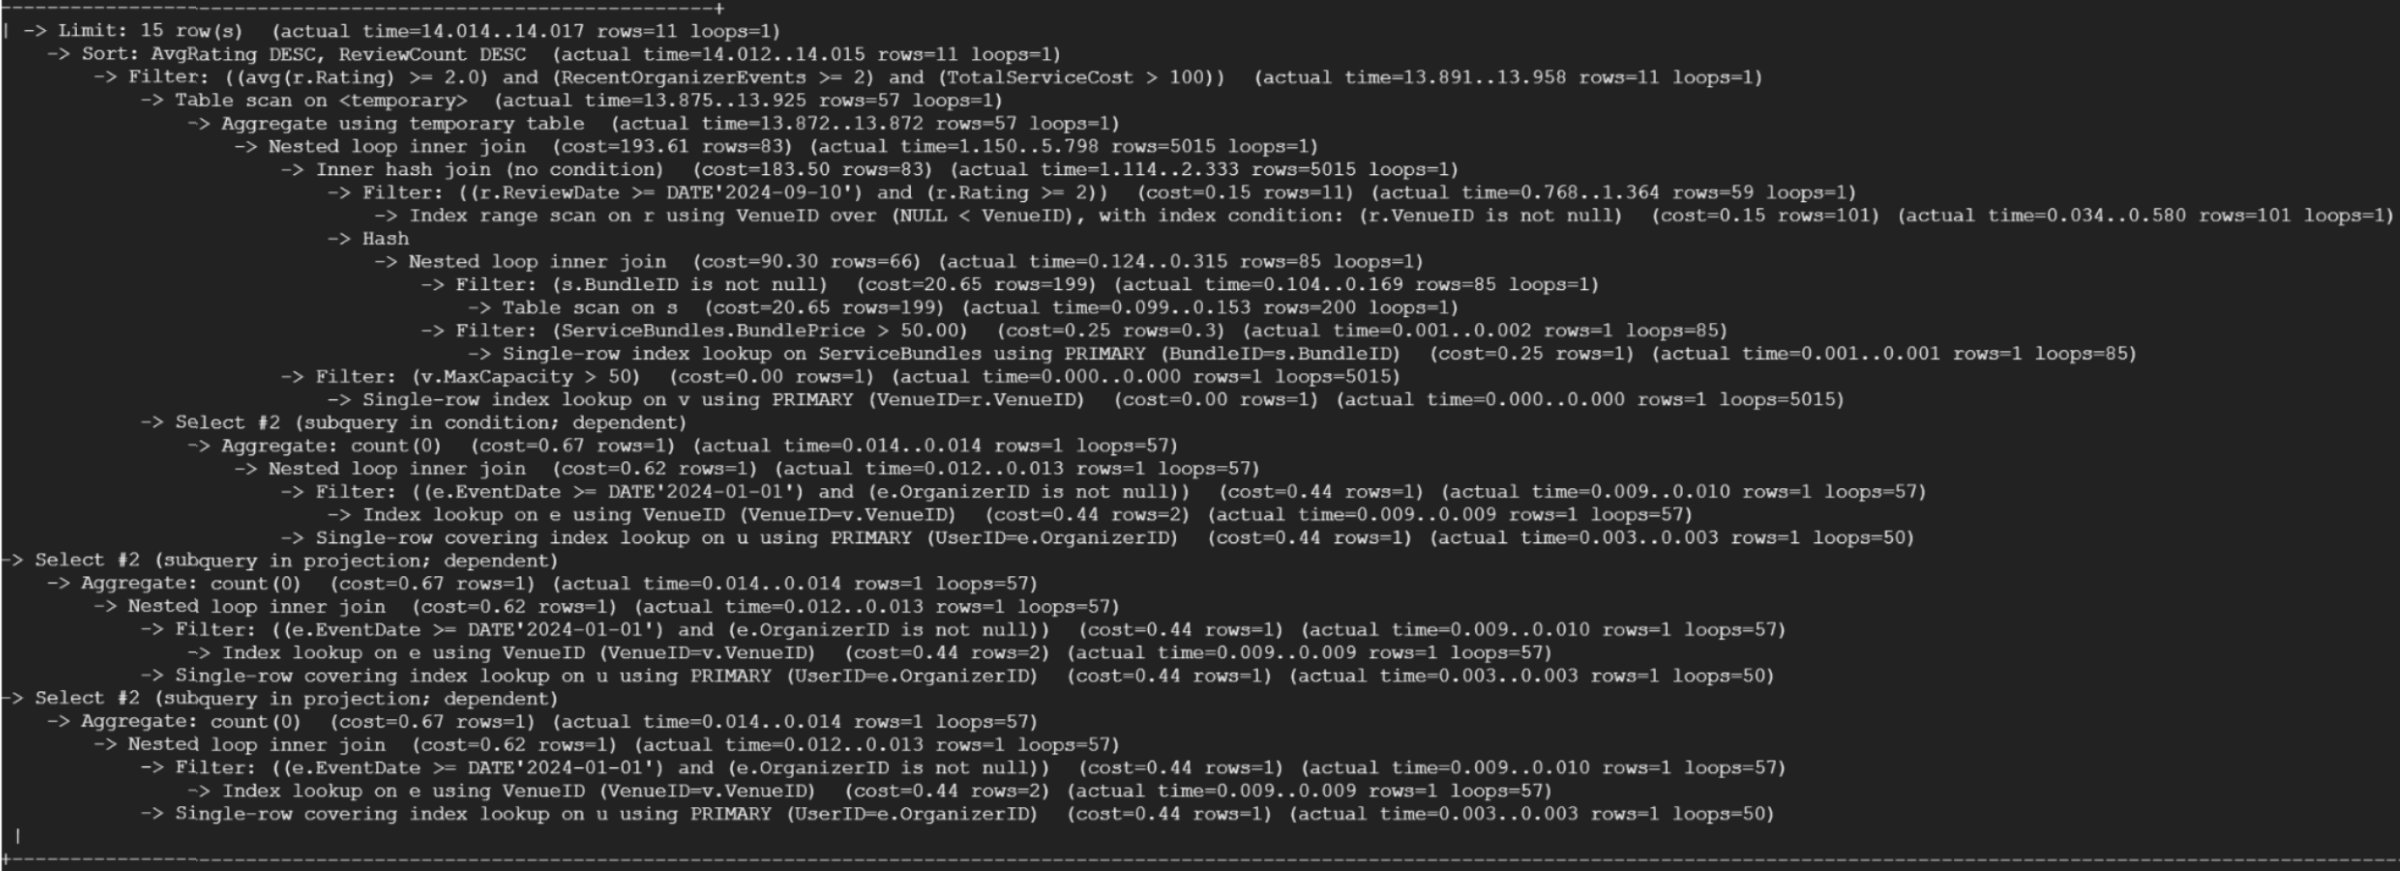 --------------------------------------------------------------+
| -> Limit: 15 row(s)  (actual time=14.014..14.017 rows=11 loops=1)
    -> Sort: AvgRating DESC, ReviewCount DESC  (actual time=14.012..14.015 rows=11 loops=1)
        -> Filter: ((avg(r.Rating) >= 2.0) and (RecentOrganizerEvents >= 2) and (TotalServiceCost > 100))  (actual time=13.891..13.958 rows=11 loops=1)
            -> Table scan on <temporary>  (actual time=13.875..13.925 rows=57 loops=1)
                -> Aggregate using temporary table  (actual time=13.872..13.872 rows=57 loops=1)
                    -> Nested loop inner join  (cost=193.61 rows=83) (actual time=1.150..5.798 rows=5015 loops=1)
                        -> Inner hash join (no condition)  (cost=183.50 rows=83) (actual time=1.114..2.333 rows=5015 loops=1)
                            -> Filter: ((r.ReviewDate >= DATE'2024-09-10') and (r.Rating >= 2))  (cost=0.15 rows=11) (actual time=0.768..1.364 rows=59 loops=1)
                                -> Index range scan on r using VenueID over (NULL < VenueID), with index condition: (r.VenueID is not null)  (cost=0.15 rows=101) (actual time=0.034..0.580 rows=101 loops=1)
                            -> Hash
                                -> Nested loop inner join  (cost=90.30 rows=66) (actual time=0.124..0.315 rows=85 loops=1)
                                    -> Filter: (s.BundleID is not null)  (cost=20.65 rows=199) (actual time=0.104..0.169 rows=85 loops=1)
                                        -> Table scan on s  (cost=20.65 rows=199) (actual time=0.099..0.153 rows=200 loops=1)
                                    -> Filter: (ServiceBundles.BundlePrice > 50.00)  (cost=0.25 rows=0.3) (actual time=0.001..0.002 rows=1 loops=85)
                                        -> Single-row index lookup on ServiceBundles using PRIMARY (BundleID=s.BundleID)  (cost=0.25 rows=1) (actual time=0.001..0.001 rows=1 loops=85)
                        -> Filter: (v.MaxCapacity > 50)  (cost=0.00 rows=1) (actual time=0.000..0.000 rows=1 loops=5015)
                            -> Single-row index lookup on v using PRIMARY (VenueID=r.VenueID)  (cost=0.00 rows=1) (actual time=0.000..0.000 rows=1 loops=5015)
            -> Select #2 (subquery in condition; dependent)
                -> Aggregate: count(0)  (cost=0.67 rows=1) (actual time=0.014..0.014 rows=1 loops=57)
                    -> Nested loop inner join  (cost=0.62 rows=1) (actual time=0.012..0.013 rows=1 loops=57)
                        -> Filter: ((e.EventDate >= DATE'2024-01-01') and (e.OrganizerID is not null))  (cost=0.44 rows=1) (actual time=0.009..0.010 rows=1 loops=57)
                            -> Index lookup on e using VenueID (VenueID=v.VenueID)  (cost=0.44 rows=2) (actual time=0.009..0.009 rows=1 loops=57)
                        -> Single-row covering index lookup on u using PRIMARY (UserID=e.OrganizerID)  (cost=0.44 rows=1) (actual time=0.003..0.003 rows=1 loops=50)
-> Select #2 (subquery in projection; dependent)
    -> Aggregate: count(0)  (cost=0.67 rows=1) (actual time=0.014..0.014 rows=1 loops=57)
        -> Nested loop inner join  (cost=0.62 rows=1) (actual time=0.012..0.013 rows=1 loops=57)
            -> Filter: ((e.EventDate >= DATE'2024-01-01') and (e.OrganizerID is not null))  (cost=0.44 rows=1) (actual time=0.009..0.010 rows=1 loops=57)
                -> Index lookup on e using VenueID (VenueID=v.VenueID)  (cost=0.44 rows=2) (actual time=0.009..0.009 rows=1 loops=57)
            -> Single-row covering index lookup on u using PRIMARY (UserID=e.OrganizerID)  (cost=0.44 rows=1) (actual time=0.003..0.003 rows=1 loops=50)
-> Select #2 (subquery in projection; dependent)
    -> Aggregate: count(0)  (cost=0.67 rows=1) (actual time=0.014..0.014 rows=1 loops=57)
        -> Nested loop inner join  (cost=0.62 rows=1) (actual time=0.012..0.013 rows=1 loops=57)
            -> Filter: ((e.EventDate >= DATE'2024-01-01') and (e.OrganizerID is not null))  (cost=0.44 rows=1) (actual time=0.009..0.010 rows=1 loops=57)
                -> Index lookup on e using VenueID (VenueID=v.VenueID)  (cost=0.44 rows=2) (actual time=0.009..0.009 rows=1 loops=57)
            -> Single-row covering index lookup on u using PRIMARY (UserID=e.OrganizerID)  (cost=0.44 rows=1) (actual time=0.003..0.003 rows=1 loops=50)
 |
+--------------------------------------------------------------